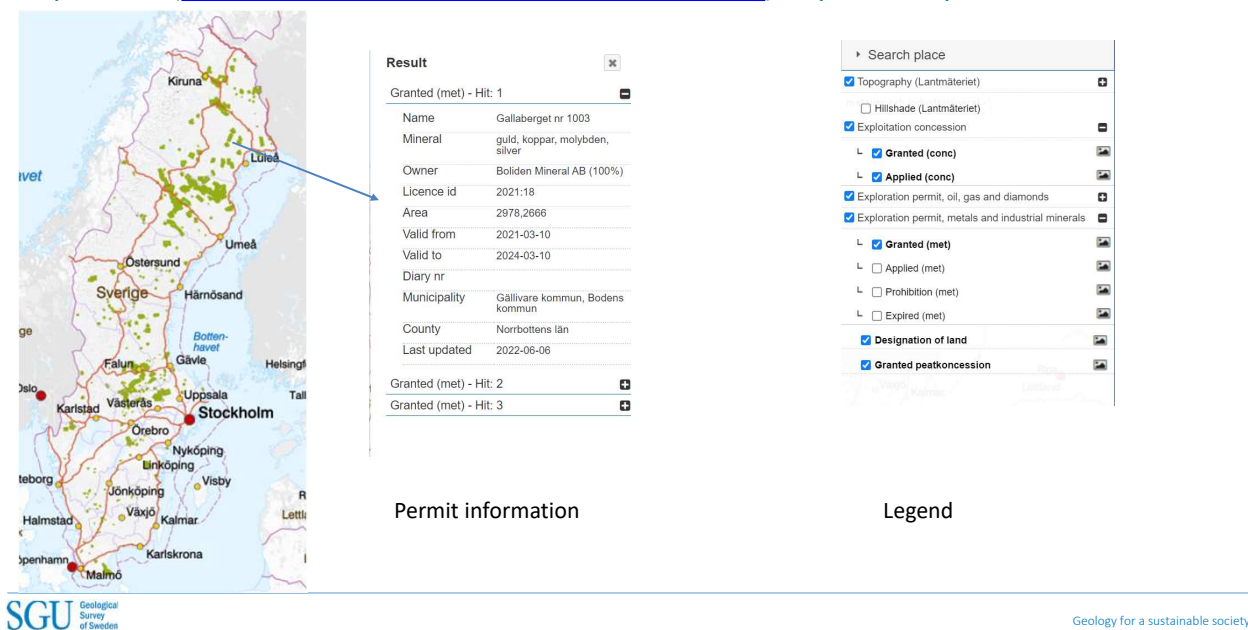 Kiruna
Luleå
avet
Umeå
Östersund
Sverige
Härnösand
ge
Botten-
havet
Falun
Gävle
Helsingf
Oslo
Uppsala
Tall
Karlstad
Västerås
Stockholm
Örebro
Nyköping
Linköping
teborg
Visby
Jönköping
R
Växjö
Lettla
Halmstad
Kalmar
Karlskrona
öpenhamn
Malmö
Result
Granted (met) - Hit: 1
Name Gallaberget nr 1003
Mineral guld, koppar, molybden,
silver
Owner Boliden Mineral AB (100%)
Licence id 2021:18
Area 2978,2666
Valid from 2021-03-10
Valid to 2024-03-10
Diary nr
Municipality Gällivare kommun, Bodens
kommun
County Norrbottens län
Last updated 2022-06-06
Granted (met) - Hit: 2
Granted (met) - Hit: 3
Permit information
Search place
Topography (Lantmäteriet)
Hillshade (Lantmäteriet)
Exploitation concession
Granted (conc)
Applied (conc)
Exploration permit, oil, gas and diamonds
Exploration permit, metals and industrial minerals
Granted (met)
Applied (met)
Prohibition (met)
Expired (met)
Designation of land
Granted peatkoncession
Legend
SGU Geological
Survey
of Sweden
Geology for a sustainable society